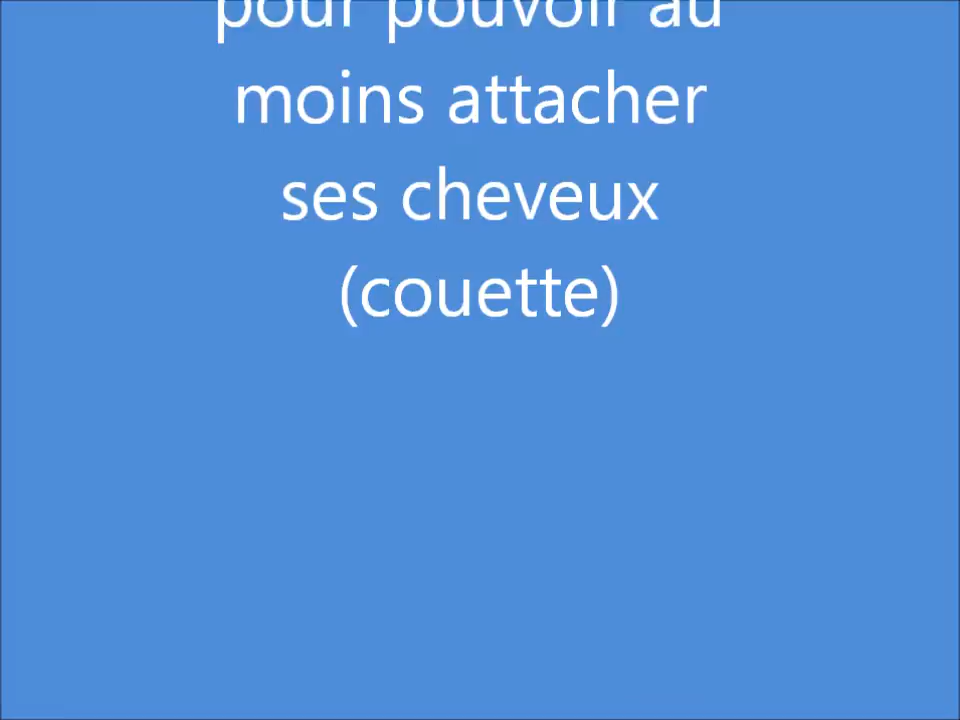 pour pouvoir au
moins attacher
ses cheveux
(couette)